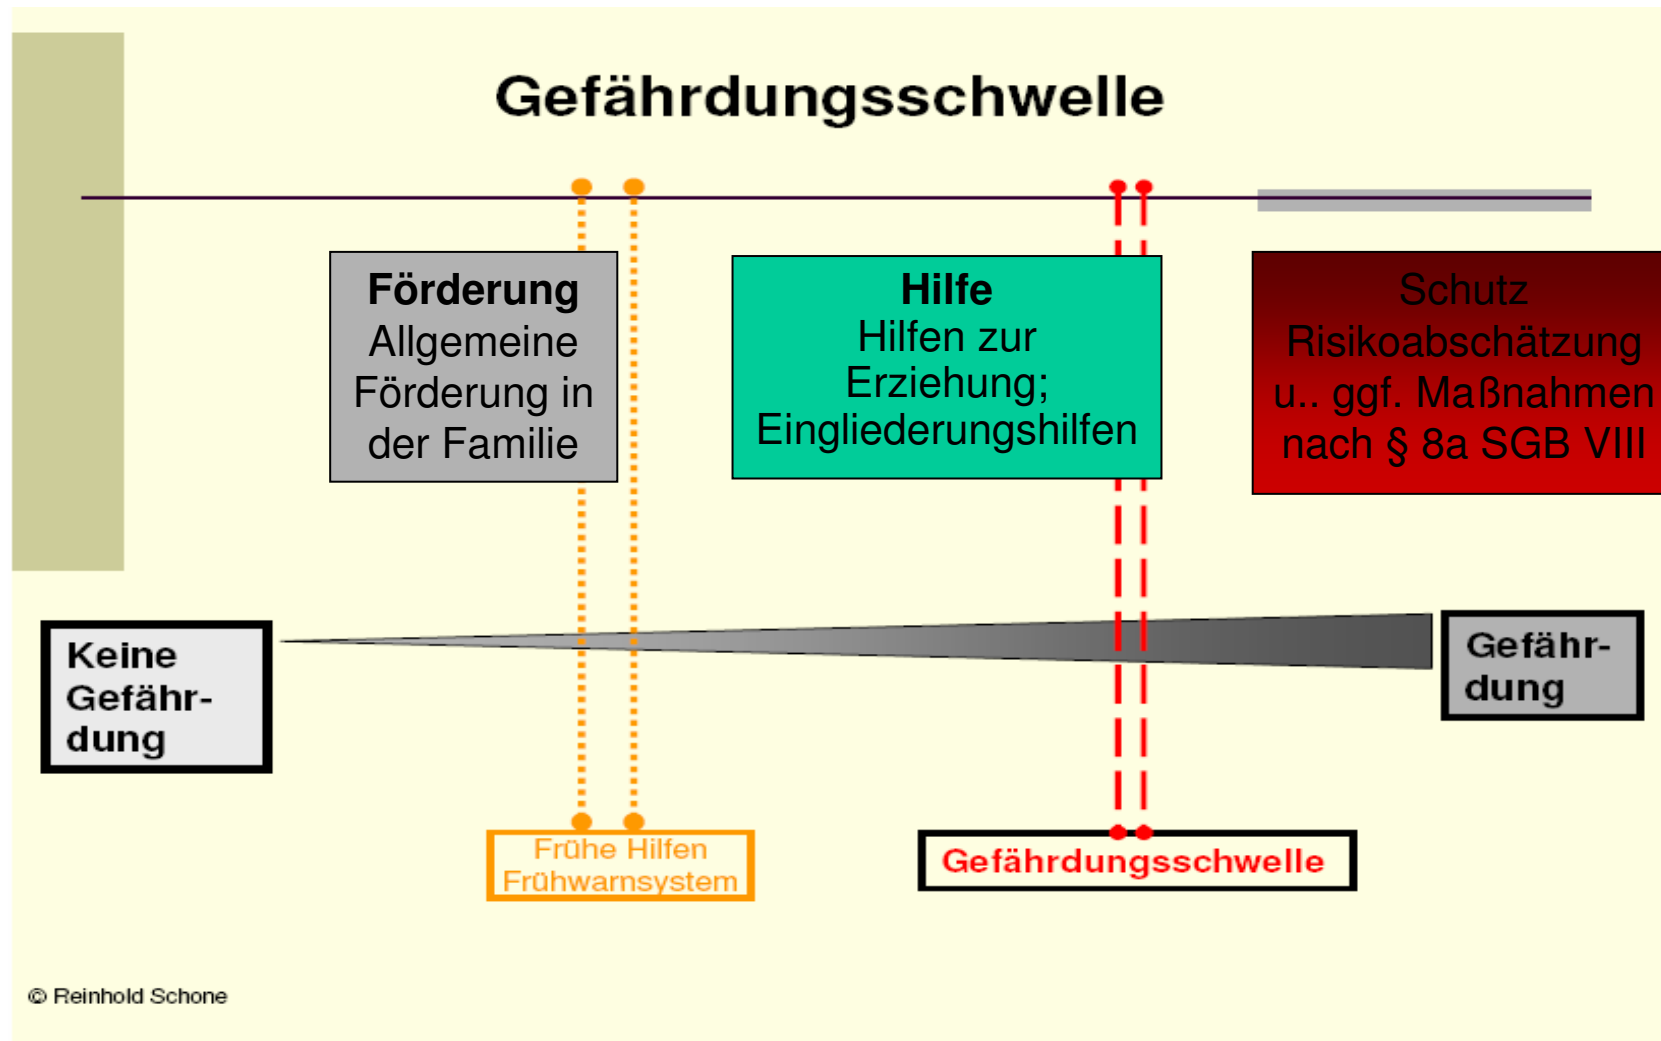 Gefährdungsschwelle
Förderung
Allgemeine
Förderung in
der Familie
Hilfe
Hilfen zur
Erziehung;
Eingliederungshilfen
Schutz
Risikoabschätzung
u.. ggf. Maßnahmen
nach § 8a SGB VIII
Keine
Gefähr-
dung
Gefähr-
dung
Frühe Hilfen
Frühwarnsystem
Gefährdungsschwelle
© Reinhold Schone